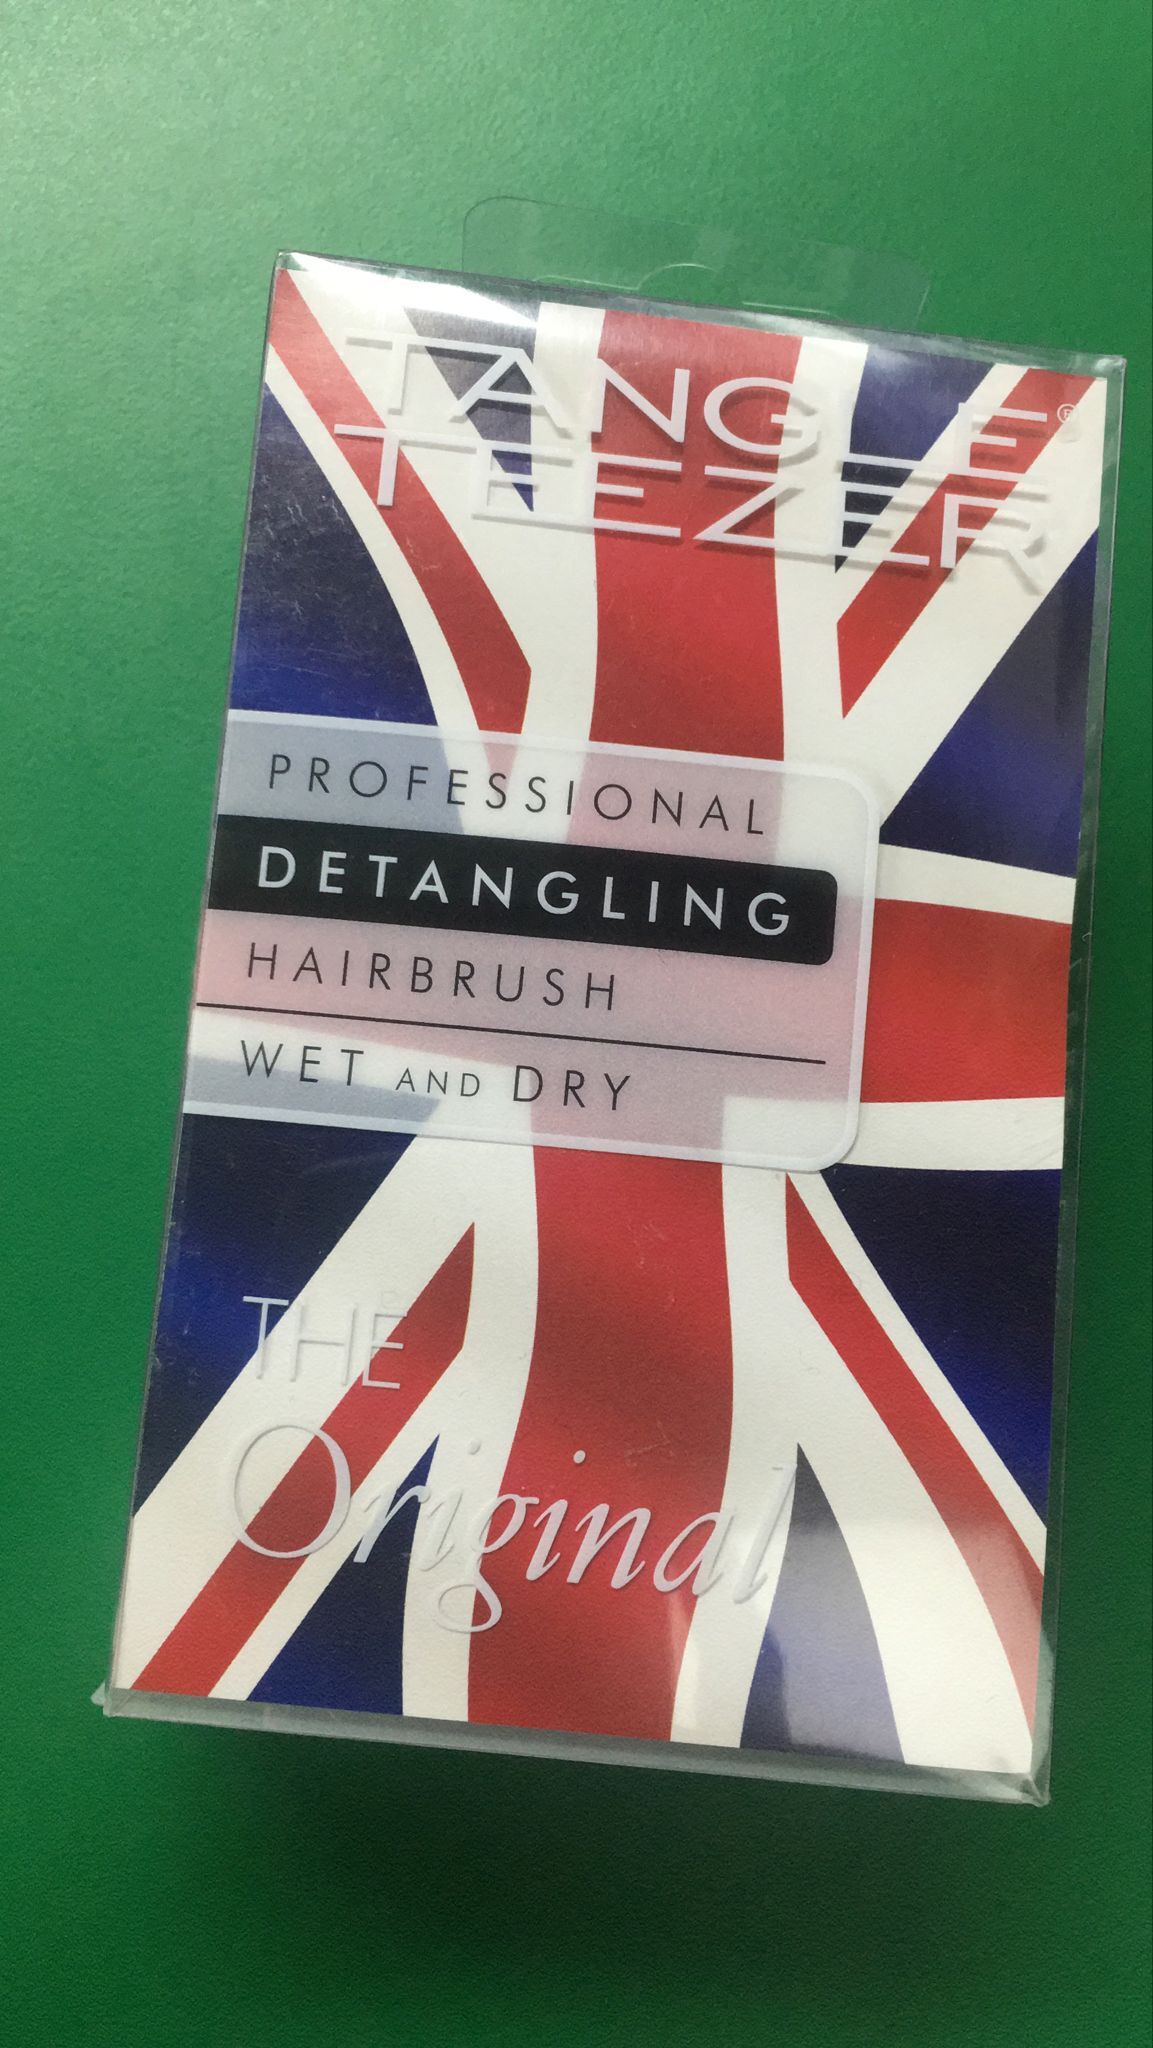 TANGLE®
TEEZER
PROFESSIONAL
DETANGLING
HAIRBRUSH
WET AND DRY
THE
Original